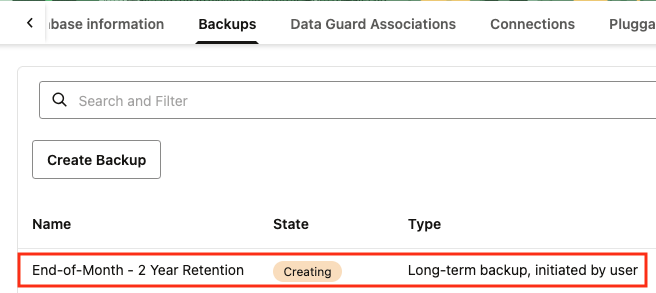 base information Backups Data Guard Associations Connections Plugga
Search and Filter
Create Backup
Name State Type
End-of-Month - 2 Year Retention Creating Long-term backup, initiated by user